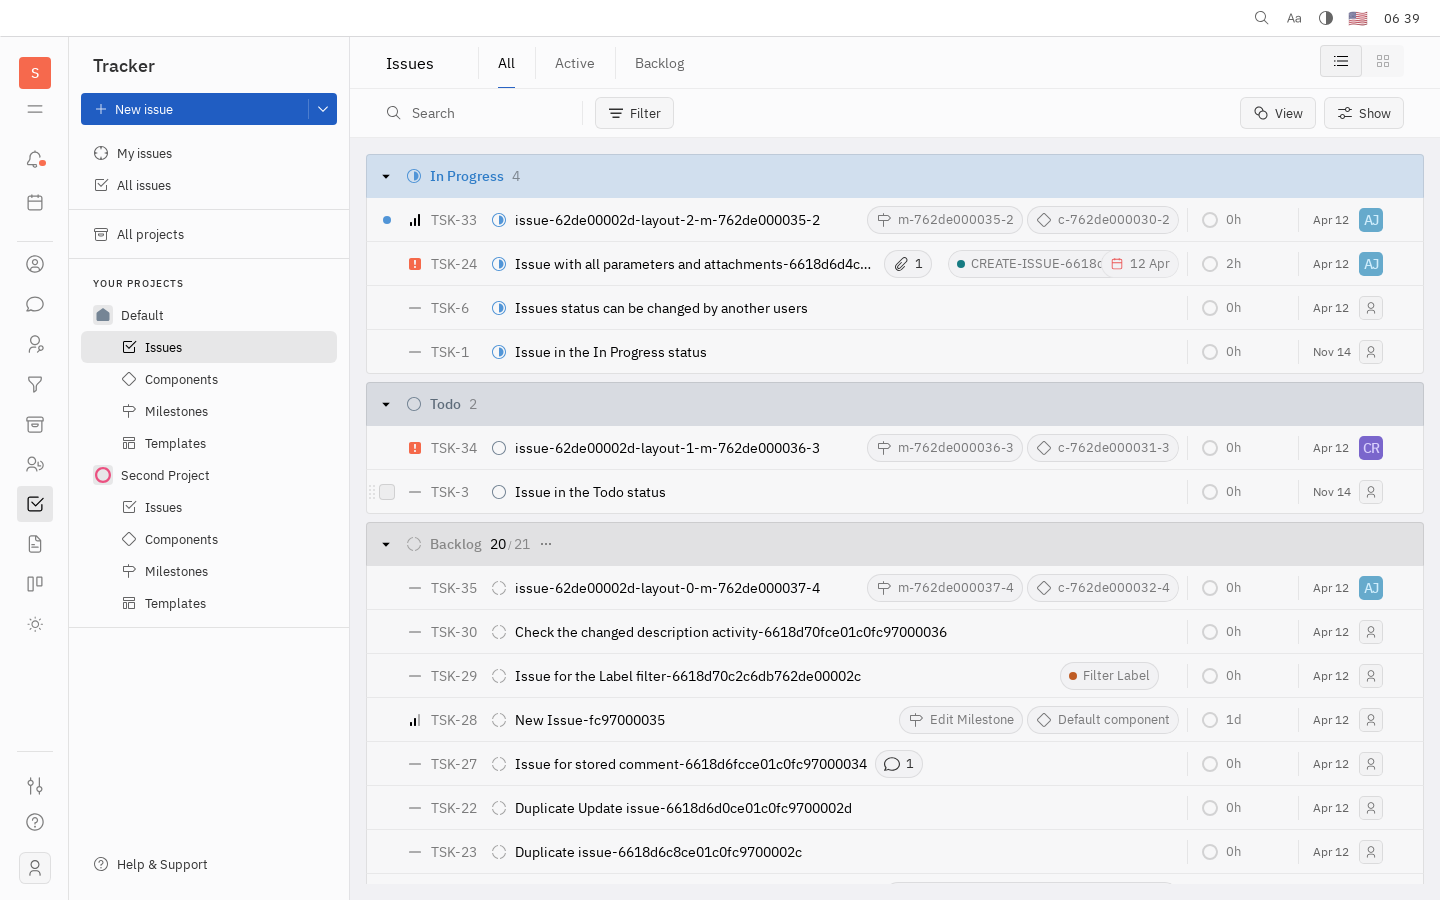 Aa
06 39
S
Tracker
New issue
My issues
All issues
All projects
YOUR PROJECTS
Default
Issues
Components
Milestones
Templates
Second Project
Issues
Components
Milestones
Templates
Help & Support
Issues All Active Backlog
Search Filter View Show
In Progress 4
TSK-33 issue-62de00002d-layout-2-m-762de000035-2 m-762de000035-2 c-762de000030-2 0h Apr 12 AJ
TSK-24 Issue with all parameters and attachments-6618d6d4c... 1 CREATE-ISSUE-6618c 12 Apr 2h Apr 12 AJ
TSK-6 Issues status can be changed by another users 0h Apr 12
TSK-1 Issue in the In Progress status 0h Nov 14
Todo 2
TSK-34 issue-62de00002d-layout-1-m-762de000036-3 m-762de000036-3 c-762de000031-3 0h Apr 12 CR
TSK-3 Issue in the Todo status 0h Nov 14
Backlog 20/21 ...
TSK-35 issue-62de00002d-layout-0-m-762de000037-4 m-762de000037-4 c-762de000032-4 0h Apr 12 AJ
TSK-30 Check the changed description activity-6618d70fce01c0fc97000036 0h Apr 12
TSK-29 Issue for the Label filter-6618d70c2c6db762de00002c Filter Label 0h Apr 12
TSK-28 New Issue-fc97000035 Edit Milestone Default component 1d Apr 12
TSK-27 Issue for stored comment-6618d6fcce01c0fc97000034 1 0h Apr 12
TSK-22 Duplicate Update issue-6618d6d0ce01c0fc9700002d 0h Apr 12
TSK-23 Duplicate issue-6618d6c8ce01c0fc9700002c 0h Apr 12